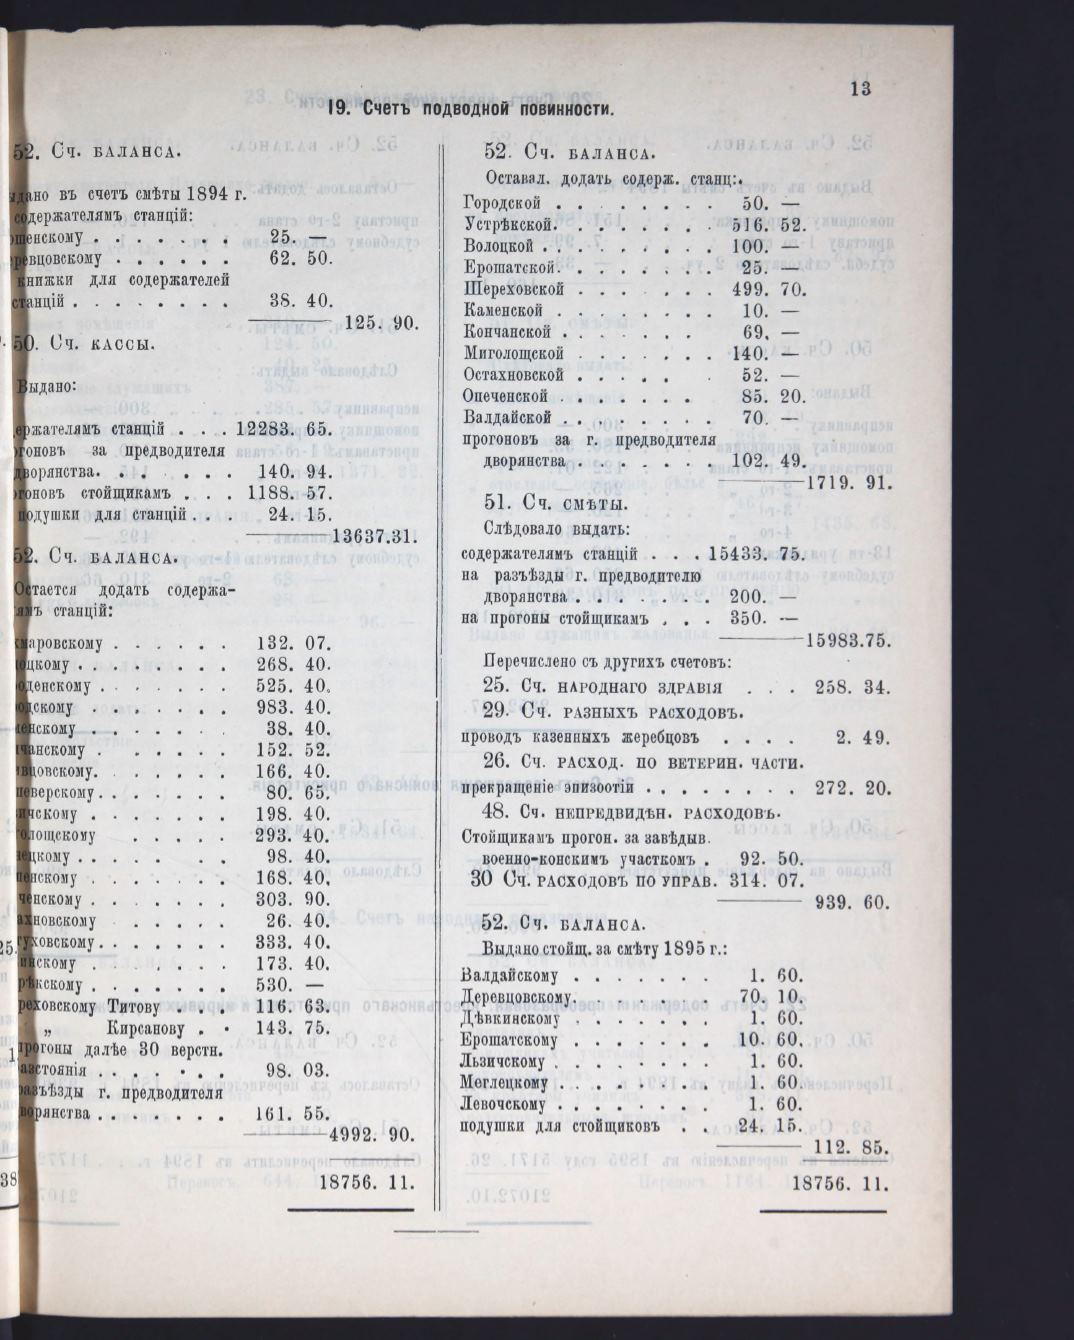 13
19. Счетъ подводной повинности.
52. Сч. БАЛАНСА.
въ счетъ смѣты 1894 г.
содержателямъ станцій:
25. —
62. 50.
книжки для содержателей
станцій . . . . . . . . 38. 40.
125. 90.
50. Сч. КАССЫ.
Выдано:
станцій . . . 12283. 65.
за предводителя
дворянства. . . . . . . 140. 94.
стойщикамъ . . . 1188. 57.
подушки для станцій . . . 24. 15.
13637.31.
52. Сч. БАЛАНСА.
Остается додать содержа-
станцій:
132. 07.
268. 40.
525. 40.
983. 40.
38. 40.
152. 52.
166. 40.
80. 65.
198. 40.
293. 40.
98. 40.
168. 40.
303. 90.
26. 40.
333. 40.
173. 40.
530. —
Титову . . . 116. 63.
„ Кирсанову . . 143. 75.
прогоны далѣе 30 верстн.
98. 03.
г. предводителя
дворянства . . . . . . . 161. 55.
4992. 90.
18756. 11.
52. Сч. БАЛАНСА.
Оставал. додать содерж. станц:.
Городской . . . . . . . . 50. —
Устрѣкской. . . . . . . . 516. 52.
Волоцкой . . . . . . . . 100. —
Ерошатской. . . . . . . . 25. —
Шереховской . . . . . . . 499. 70.
Каменской . . . . . . . . 10. —
Кончанской . . . . . . . 69.
Миголощской . . . . . . . 140. —
Остахновской . . . . . . 52. —
Опеченской . . . . . . . 85. 20.
Валдайской . . . . . . . 70. —
прогоновъ за г. предводителя
дворянства . . . . . . . 102. 49.
1719. 91.
51. Сч. СМѢТЫ.
Слѣдовало выдать:
содержателямъ станцій . . . 15433. 75.
на разъѣзды г. предводителю
дворянства . . . . . . . 200. —
на прогоны стойщикамъ . . . 350. —
15983.75.
Перечислено съ другихъ счетовъ:
25. Сч. НАРОДНАГО ЗДРАВІЯ . . . 258. 34.
29. Сч. РАЗНЫХЪ РАСХОДОВЪ.
проводъ казенныхъ жеребцовъ . . . . 2. 49.
26. Сч. РАСХОД. ПО ВЕТЕРИН. ЧАСТИ.
прекращеніе эпизоотій . . . . . . . . 272. 20.
48. Сч. НЕПРЕДВИДѢН. РАСХОДОВЪ.
Стойщикамъ прогон. за завѣдыв.
военно-конскимъ участкомъ . 92. 50.
30 Сч. РАСХОДОВЪ ПО УПРАВ. 314. 07.
939. 60.
52. Сч. БАЛАНСА.
Выдано стойщ. за смѣту 1895 г.:
Валдайскому . . . . . . . 1. 60.
Деревцовскому. . . . . . . 70. 10.
Дѣвкинскому . . . . . . . 1. 60.
Ерошатскому . . . . . . . 10. 60.
Льзичскому . . . . . . . 1. 60.
Меглецкому . . . . . . . 1. 60.
Левочскому . . . . . . . 1. 60.
подушки для стойщиковъ . . 24. 15.
112. 85.
18756. 11.